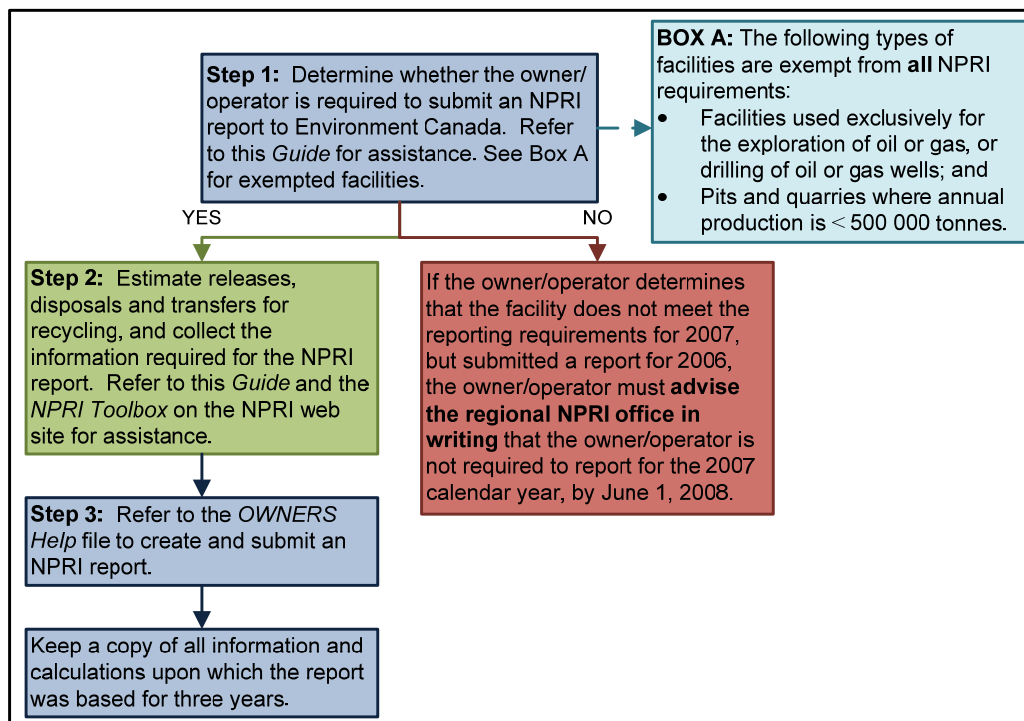 Step 1: Determine whether the owner/
operator is required to submit an NPRI
report to Environment Canada. Refer
to this Guide for assistance. See Box A
for exempted facilities.
BOX A: The following types of
facilities are exempt from all NPRI
requirements:
• Facilities used exclusively for
the exploration of oil or gas, or
drilling of oil or gas wells; and
• Pits and quarries where annual
production is < 500 000 tonnes.
YES
NO
Step 2: Estimate releases,
disposals and transfers for
recycling, and collect the
information required for the NPRI
report. Refer to this Guide and the
NPRI Toolbox on the NPRI web
site for assistance.
If the owner/operator determines
that the facility does not meet the
reporting requirements for 2007,
but submitted a report for 2006,
the owner/operator must advise
the regional NPRI office in
writing that the owner/operator is
not required to report for the 2007
calendar year, by June 1, 2008.
Step 3: Refer to the OWNERS
Help file to create and submit an
NPRI report.
Keep a copy of all information and
calculations upon which the report
was based for three years.